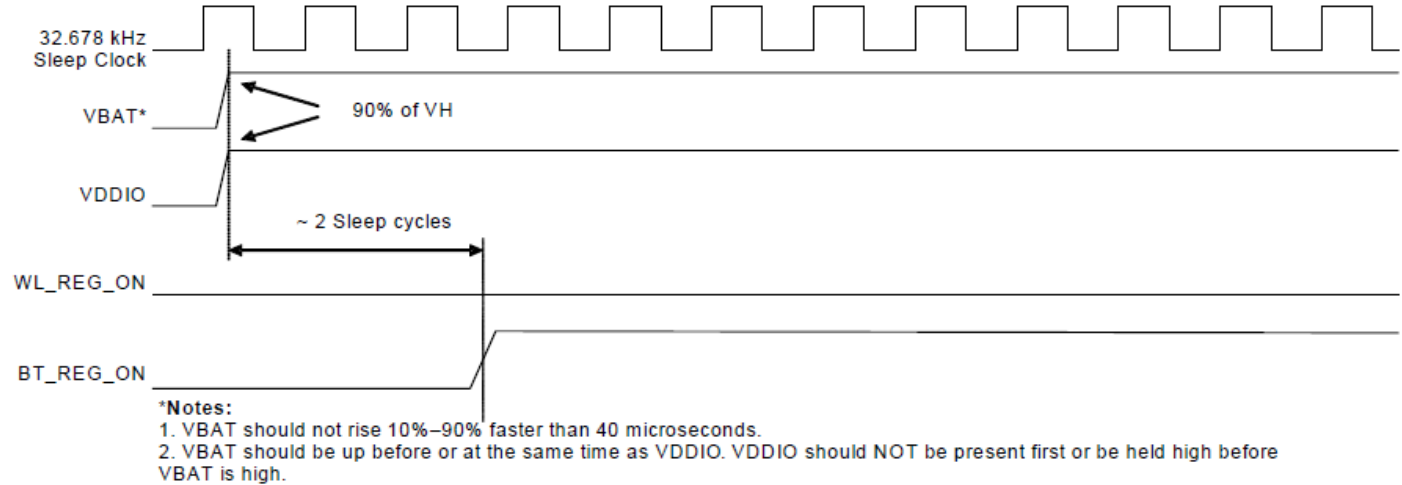 32.678 kHz
Sleep Clock
VBAT*
90% of VH
VDDIO
~ 2 Sleep cycles
WL_REG_ON
BT_REG_ON
*Notes:
1. VBAT should not rise 10%–90% faster than 40 microseconds.
2. VBAT should be up before or at the same time as VDDIO. VDDIO should NOT be present first or be held high before
VBAT is high.